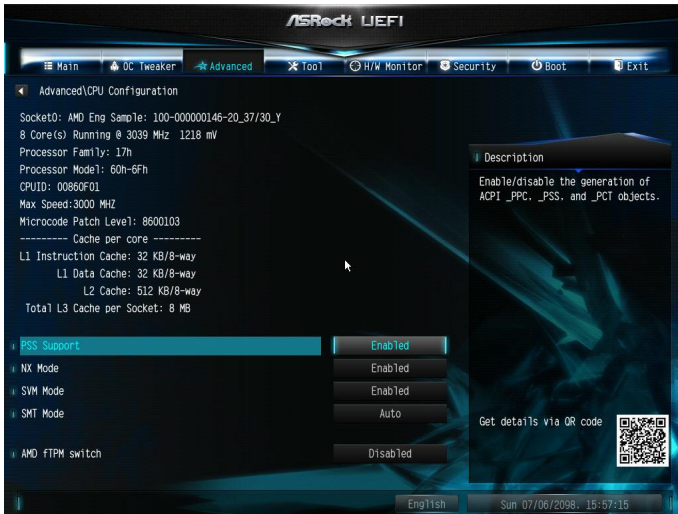 ASRock UEFI
Main OC Tweaker Advanced Tool H/W Monitor Security Boot Exit
Advanced\CPU Configuration
Socket0: AMD Eng Sample: 100-000000146-20_37/30_Y
8 Core(s) Running @ 3039 MHz 1218 mV
Processor Family: 17h
Processor Model: 60h-6Fh
CPUID: 00860F01
Max Speed:3000 MHZ
Microcode Patch Level: 8600103
--------- Cache per core ---------
L1 Instruction Cache: 32 KB/8-way
L1 Data Cache: 32 KB/8-way
L2 Cache: 512 KB/8-way
Total L3 Cache per Socket: 8 MB
PSS Support Enabled
NX Mode Enabled
SVM Mode Enabled
SMT Mode Auto
AMD fTPM switch Disabled
Description
Enable/disable the generation of
ACPI _PPC, _PSS, and _PCT objects.
Get details via QR code
English
Sun 07/06/2098, 15:57:15